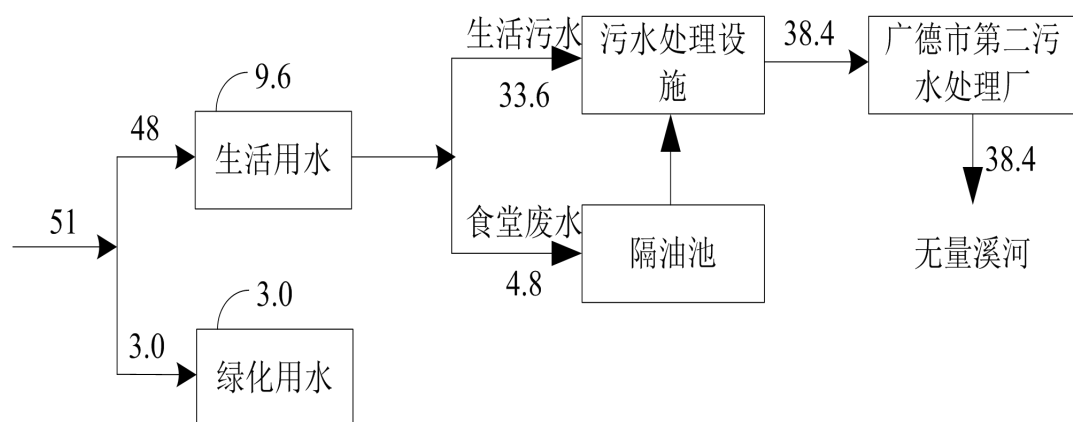 生活污水
33.6
污水处理设
施
38.4
广德市第二污
水处理厂
38.4
无量溪河
9.6
48
生活用水
51
食堂废水
4.8
隔油池
3.0
3.0
绿化用水